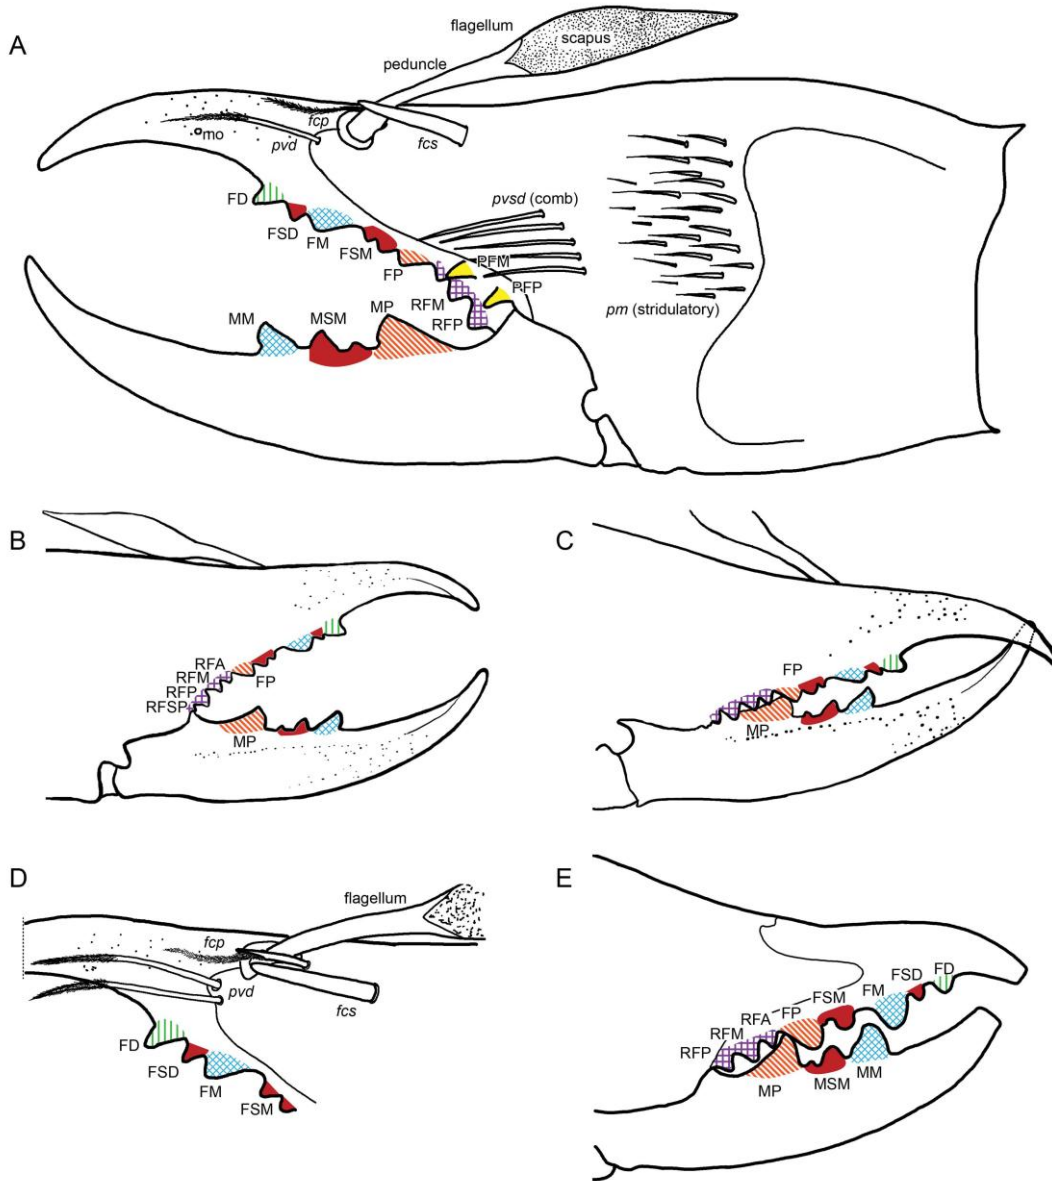 A
flagellum
scapus
peduncle
fcp
mo
pvd
fcs
FD
FSD
FM
FSM
FP
pvsd (comb)
PFM
PFP
RFM
RFP
MM
MSM
MP
pm (stridulatory)
B
RFA
RFM
RFP
RFSP
FP
MP
C
FP
MP
D
flagellum
fcp
pvd
fcs
FD
FSD
FM
FSM
E
FD
FSD
FM
FSM
FP
RFA
RFM
RFP
MP
MSM
MM